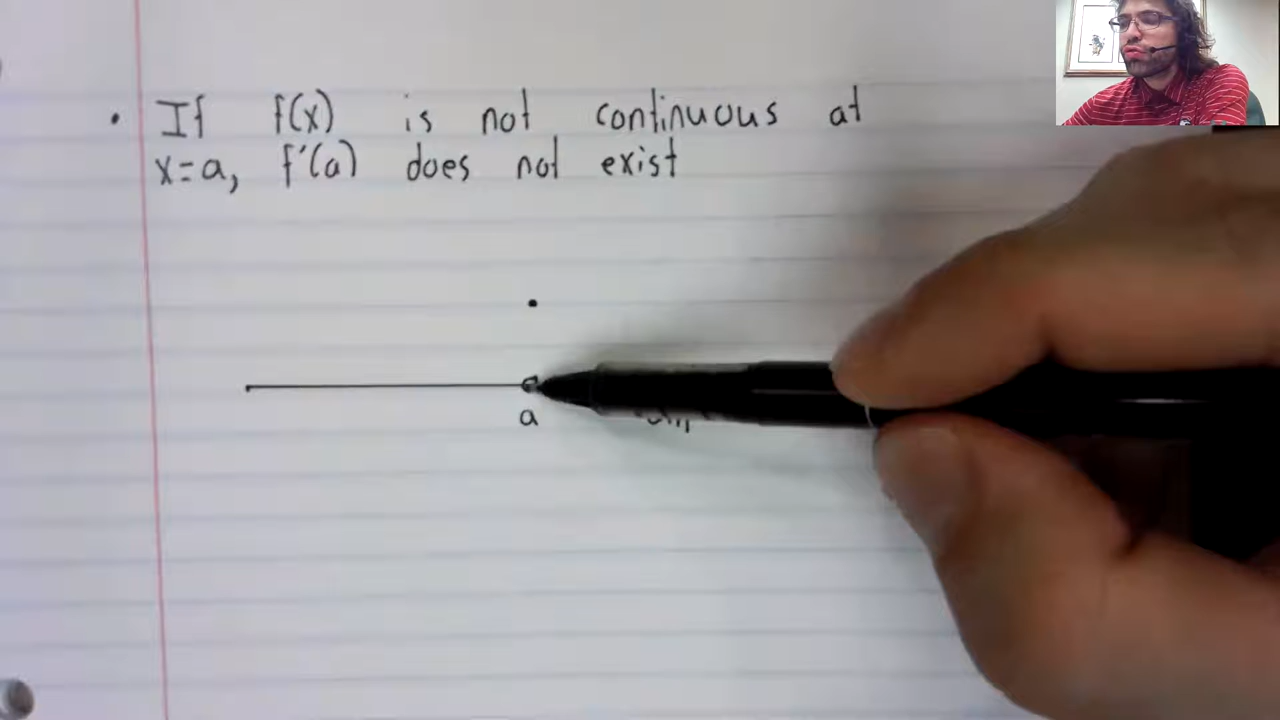 • If f(x) is not continuous at
x=a, f'(a) does not exist
a